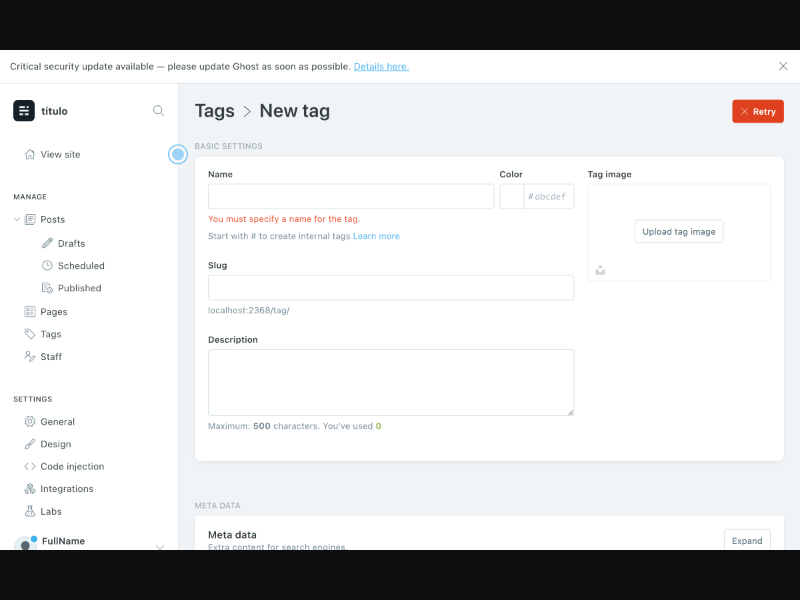 Critical security update available — please update Ghost as soon as possible. Details here.
titulo
Tags > New tag
Retry
View site
BASIC SETTINGS
Name
Color
Tag image
#abcdef
Upload tag image
You must specify a name for the tag.
Start with # to create internal tags Learn more
Slug
localhost:2368/tag/
Description
Maximum: 500 characters. You've used 0
MANAGE
Posts
Drafts
Scheduled
Published
Pages
Tags
Staff
SETTINGS
General
Design
Code injection
Integrations
Labs
FullName
META DATA
Meta data
Extra content for search engines.
Expand